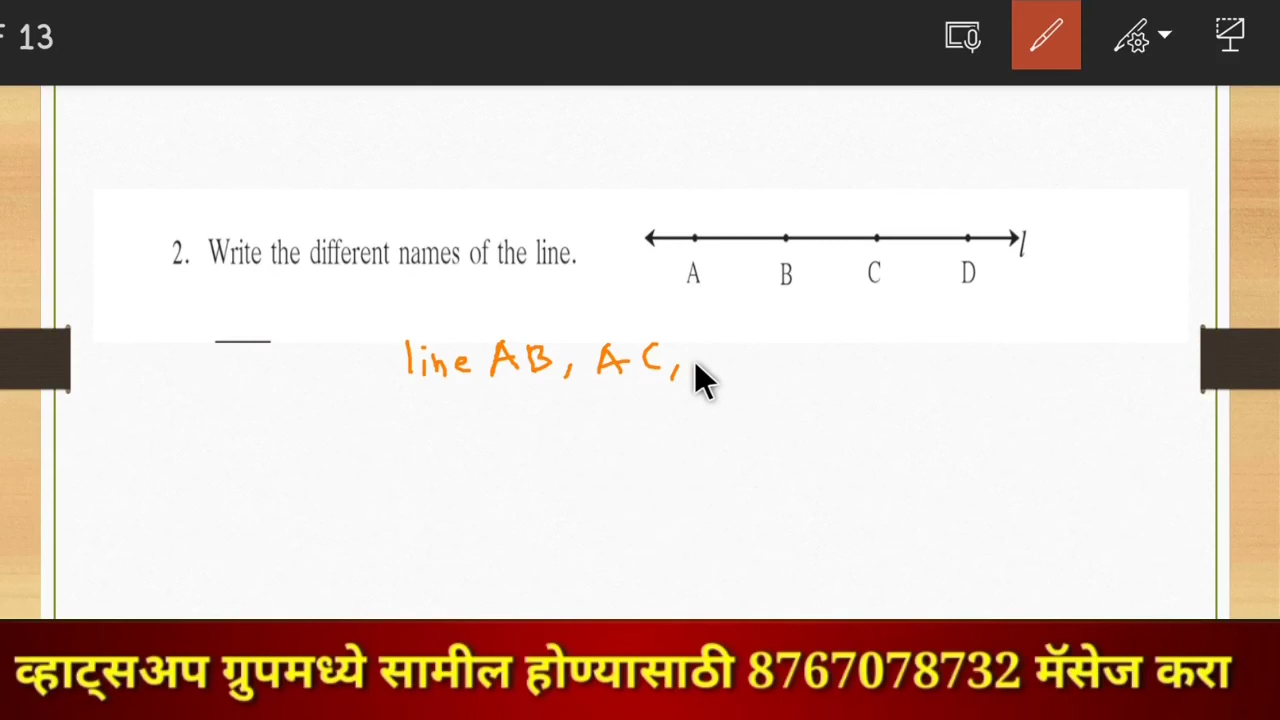 13
2. Write the different names of the line.
l
A B C D
line AB, AC,
व्हाट्सअप ग्रुपमध्ये सामील होण्यासाठी 8767078732 मॅसेज करा